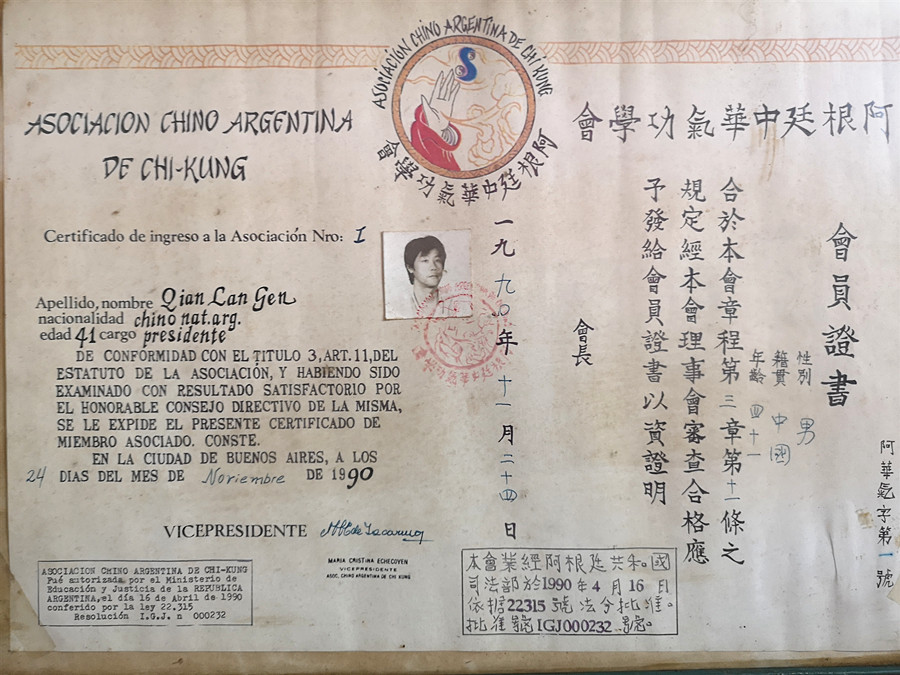 ASOCIACIÓN CHINO ARGENTINA DE CHI KUNG
阿根廷中華氣功學會
ASOCIACION CHINO ARGENTINA
DE CHI-KUNG
Certificado de ingreso a la Asociación Nro: I
Apellido, nombre Qian Lan Gen
nacionalidad chino nat.arg.
edad 41 cargo presidente
DE CONFORMIDAD CON EL TITULO 3, ART. 11, DEL
ESTATUTO DE LA ASOCIACIÓN, Y HABIENDO SIDO
EXAMINADO CON RESULTADO SATISFACTORIO POR
EL HONORABLE CONSEJO DIRECTIVO DE LA MISMA,
SE LE EXPIDE EL PRESENTE CERTIFICADO DE
MIEMBRO ASOCIADO. CONSTE.
EN LA CIUDAD DE BUENOS AIRES, A LOS
24 DIAS DEL MES DE Noviembre DE 1990
VICEPRESIDENTE
MARIA CRISTINA ECHECOVEN
VICEPRESIDENTE
ASOC. CHINO ARGENTINA DE CHI KUNG
ASOCIACION CHINO ARGENTINA DE CHI-KUNG
Fué autorizada por el Ministerio de
Educación y Justicia de la REPUBLICA
ARGENTINA, el día 16 de Abril de 1990
conferido por la ley 22.315
Resolución I.G.J. n 000232
阿根廷中華氣功學會
阿華氣字第一號
會員證書
性別 男
籍貫 中國
年齡 四十一
合於本會章程第三章第十一條之
規定經本會理事會審查合格應
予發給會員證書以資證明
會長
一九九〇年十一月二十四日
本會業經阿根廷共和國
司法部於1990年4月16日
依據22315號法令批准。
批准號IGJ000232號。